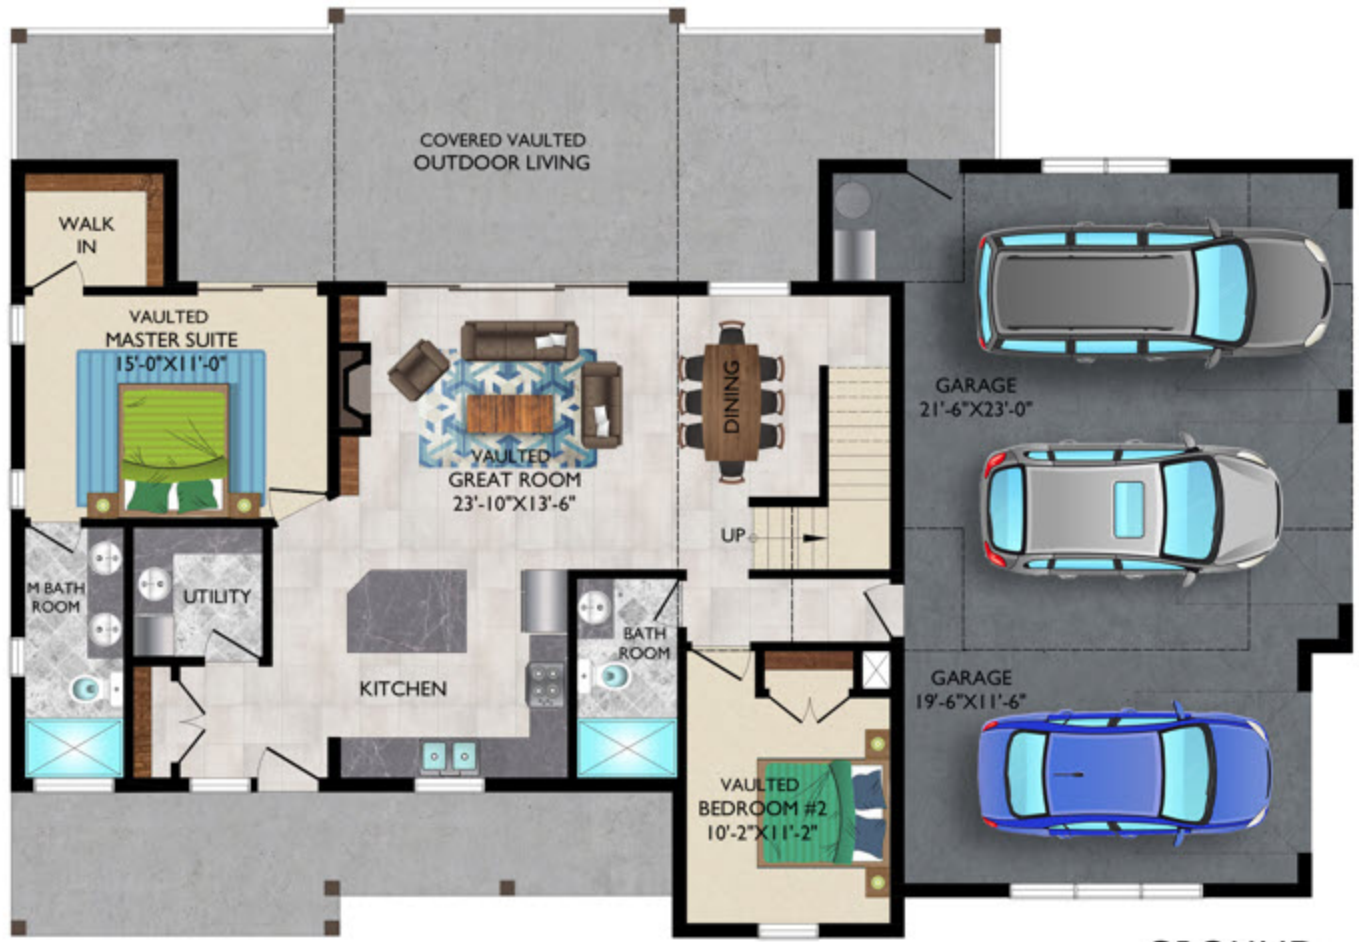 COVERED VAULTED
OUTDOOR LIVING
WALK
IN
VAULTED
MASTER SUITE
15'-0"X11'-0"
DINING
GARAGE
21'-6"X23'-0"
VAULTED
GREAT ROOM
23'-10"X13'-6"
UP
M BATH
ROOM
UTILITY
BATH
ROOM
KITCHEN
GARAGE
19'-6"X11'-6"
VAULTED
BEDROOM #2
10'-2"X11'-2"